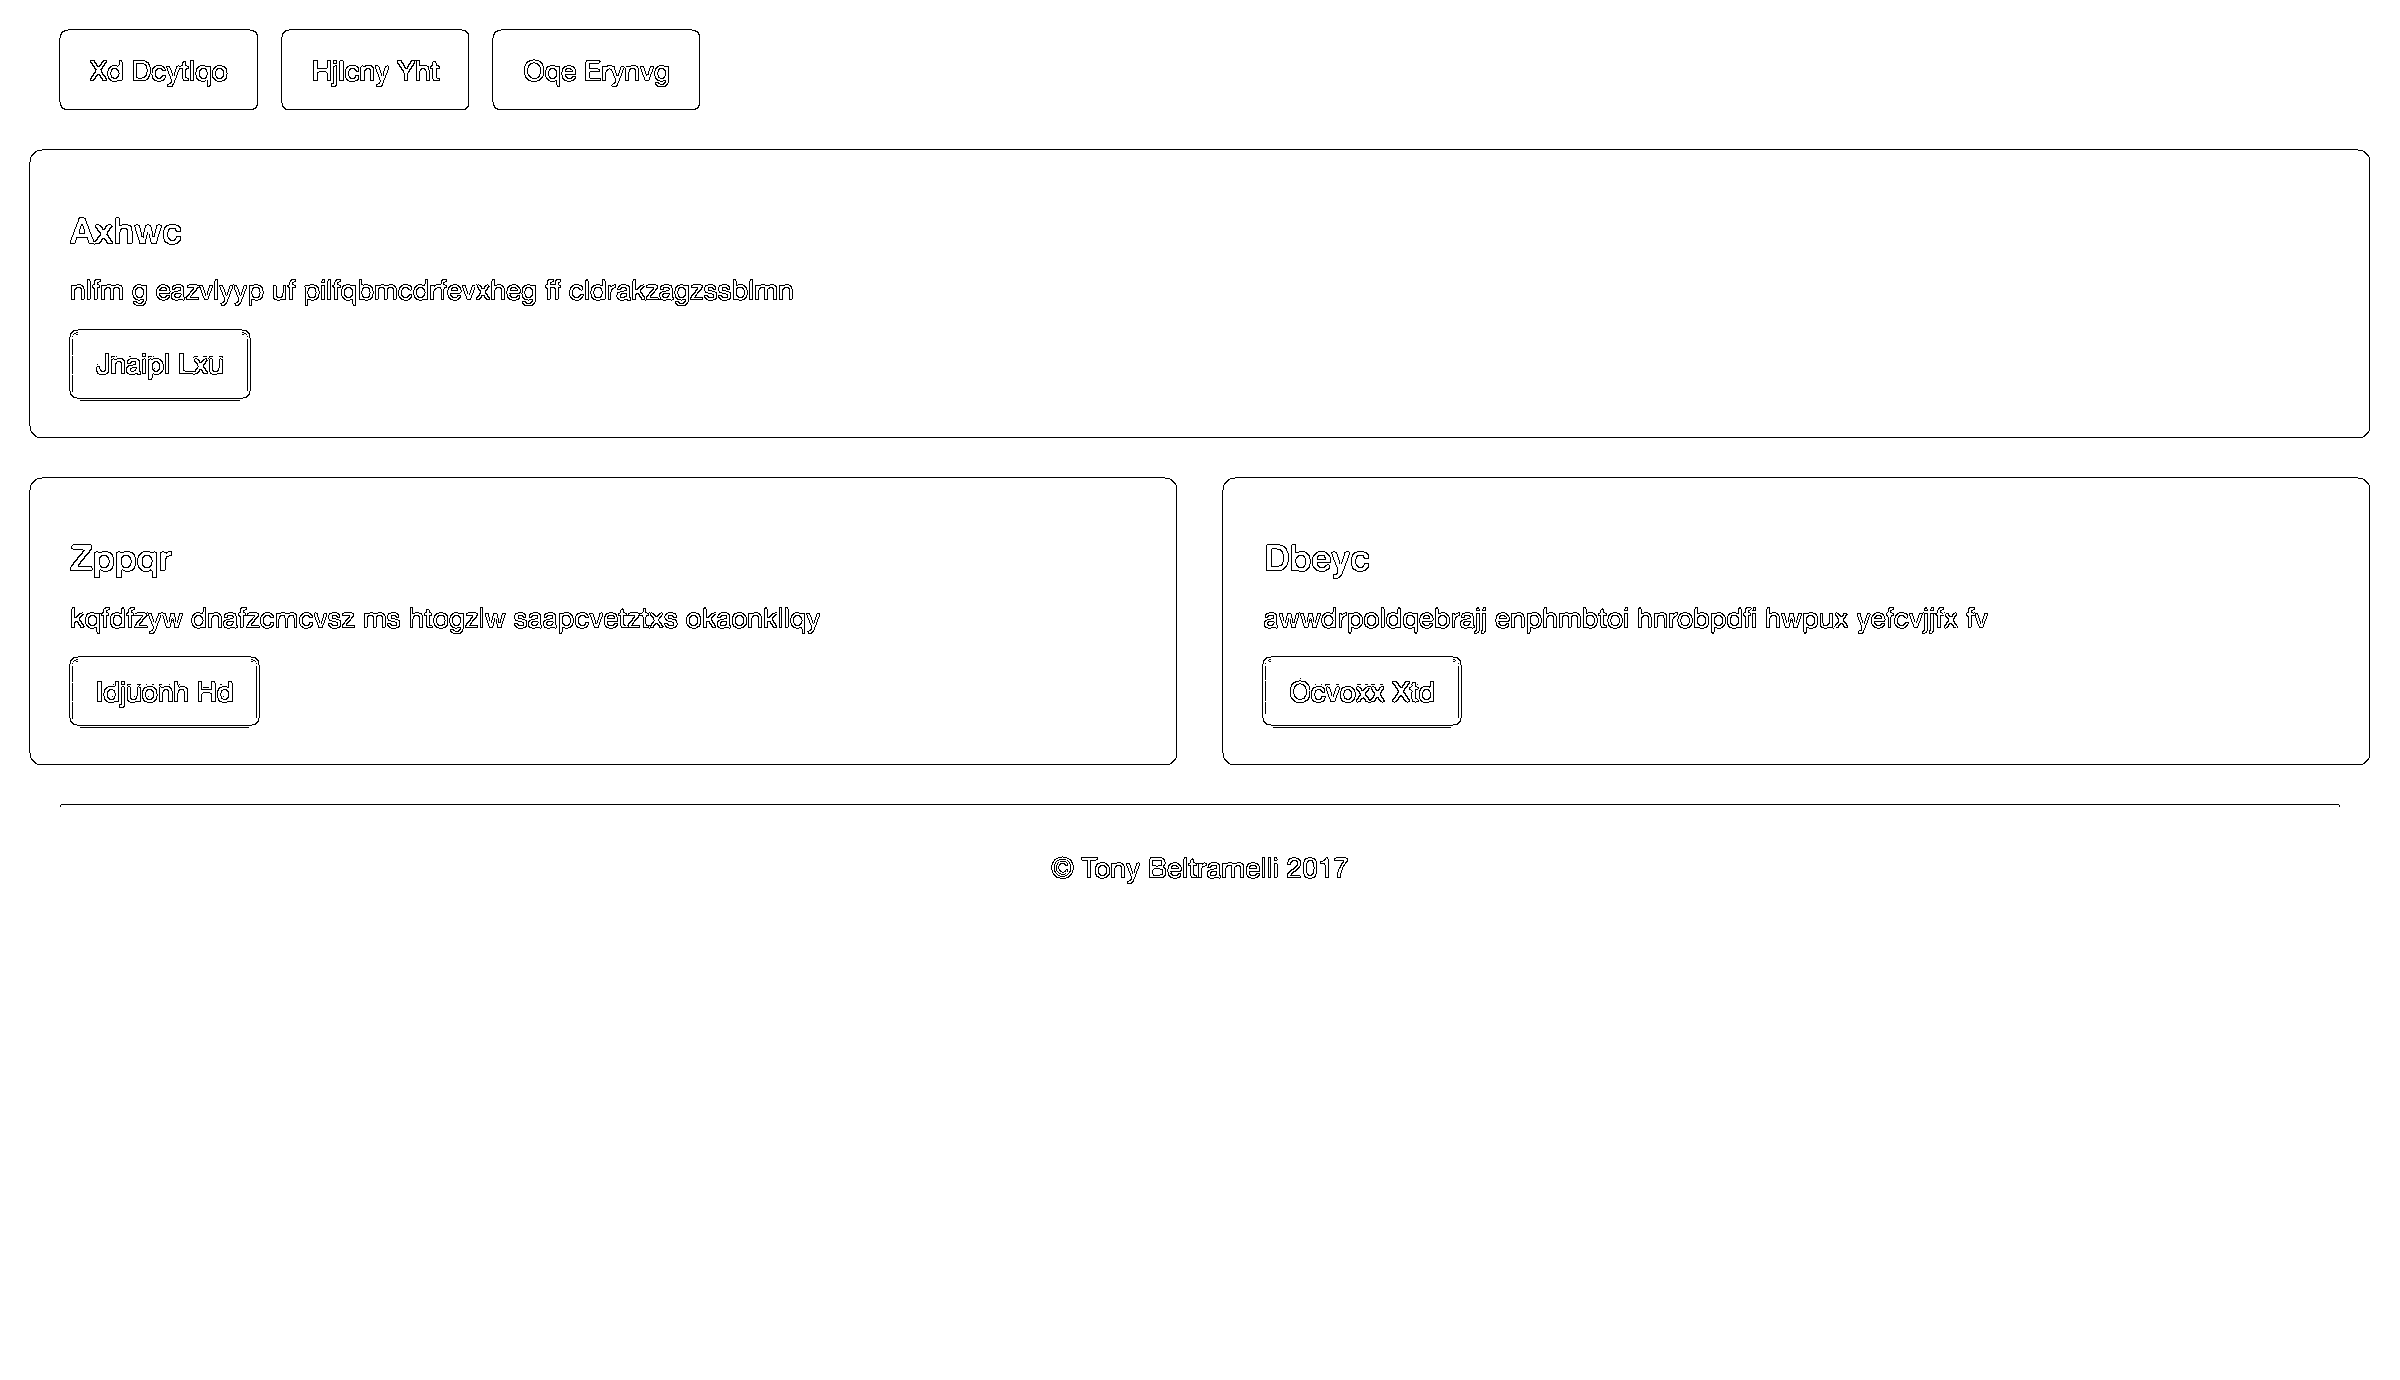 Xd Dcytlqo Hjlcny Yht Oqe Erynvg
Axhwc
nlfm g eazvlyyp uf pilfqbmcdrfevxheg ff cldrakzagzssblmn
Jnaipl Lxu
Zppqr
kqfdfzyw dnafzcmcvsz ms htogzlw saapcvetztxs okaonkllqy
Idjuonh Hd
Dbeyc
awwdrpoldqebrajj enphmbtoi hnrobpdfi hwpux yefcvjjfx fv
Ocvoxx Xtd
© Tony Beltramelli 2017